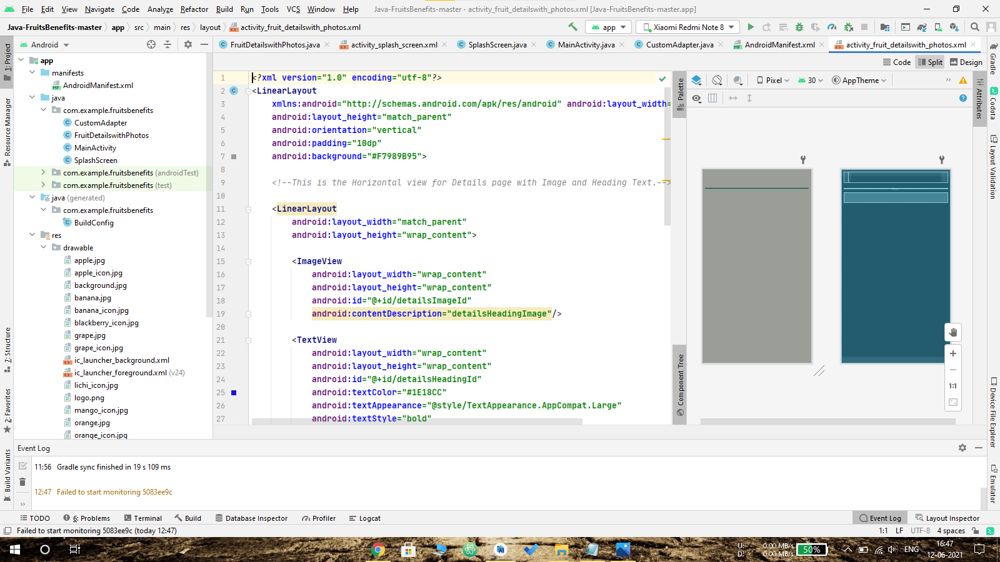 File Edit View Navigate Code Analyze Refactor Build Run Tools VCS Window Help Java-FruitsBenefits-master - activity_fruit_detailswith_photos.xml [Java-FruitsBenefits-master.app]
Java-FruitsBenefits-master app src main res layout activity_fruit_detailswith_photos.xml app Xiaomi Redmi Note 8
Android FruitDetailswithPhotos.java activity_splash_screen.xml SplashScreen.java MainActivity.java CustomAdapter.java AndroidManifest.xml activity_fruit_detailswith_photos.xml
Code Split Design
1: Project
Resource Manager
7: Structure
2: Favorites
Build Variants
app
manifests
AndroidManifest.xml
java
com.example.fruitsbenefits
CustomAdapter
FruitDetailswithPhotos
MainActivity
SplashScreen
com.example.fruitsbenefits (androidTest)
com.example.fruitsbenefits (test)
java (generated)
com.example.fruitsbenefits
BuildConfig
res
drawable
apple.jpg
apple_icon.jpg
background.jpg
banana.jpg
banana_icon.jpg
blackberry_icon.jpg
grape.jpg
grape_icon.jpg
ic_launcher_background.xml
ic_launcher_foreground.xml (v24)
lichi_icon.jpg
logo.png
mango_icon.jpg
orange.jpg
orange_icon.jpg
1 <?xml version="1.0" encoding="utf-8"?>
2 <LinearLayout
3 xmlns:android="http://schemas.android.com/apk/res/android" android:layout_width=
4 android:layout_height="match_parent"
5 android:orientation="vertical"
6 android:padding="10dp"
7 android:background="#F7989B95">
8
9 <!--This is the Horizontal view for Details page with Image and Heading Text.-->
10
11 <LinearLayout
12 android:layout_width="match_parent"
13 android:layout_height="wrap_content">
14
15 <ImageView
16 android:layout_width="wrap_content"
17 android:layout_height="wrap_content"
18 android:id="@+id/detailsImageId"
19 android:contentDescription="detailsHeadingImage"/>
20
21 <TextView
22 android:layout_width="wrap_content"
23 android:layout_height="wrap_content"
24 android:id="@+id/detailsHeadingId"
25 android:textColor="#1E18CC"
26 android:textAppearance="@style/TextAppearance.AppCompat.Large"
27 android:textStyle="bold"
Palette
Component Tree
Pixel 30 AppTheme
1:1
Attributes
Gradle
Codota
Layout Validation
Device File Explorer
Emulator
Event Log
11:56 Gradle sync finished in 19 s 109 ms
12:47 Failed to start monitoring 5083ee9c
TODO 6: Problems Terminal Build Database Inspector Profiler Logcat Event Log Layout Inspector
Failed to start monitoring 5083ee9c (today 12:47) 1:1 LF UTF-8 4 spaces
U: 0.00 MB/s
D: 0.00 MB/s
50%
ENG
16:47
12-06-2021